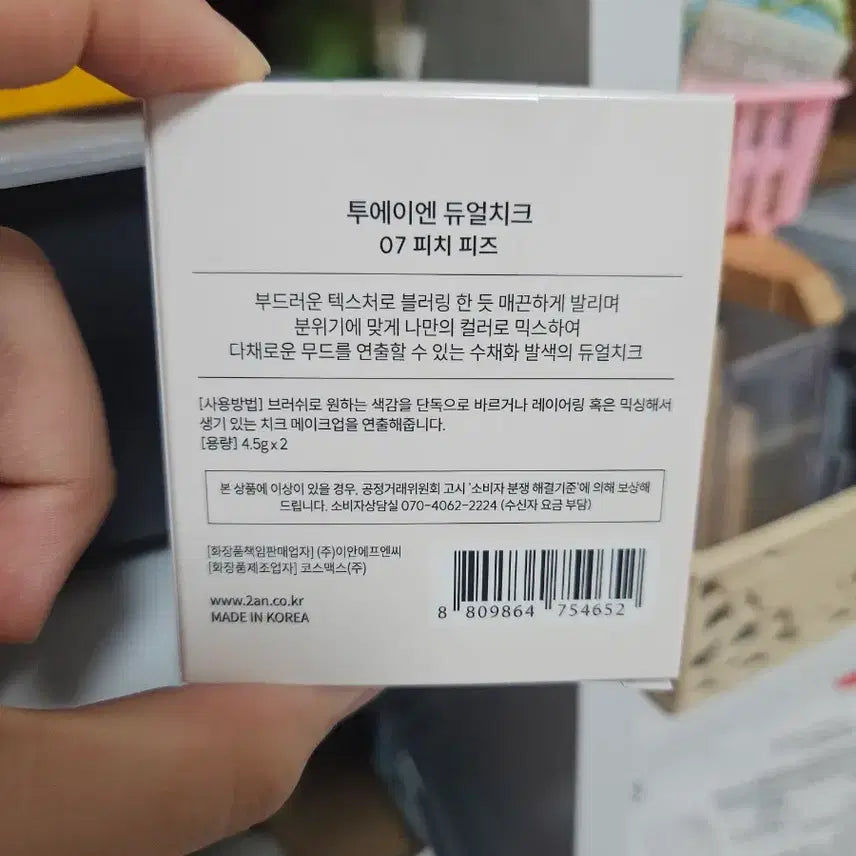 투에이엔 듀얼치크
07 피치 피즈
부드러운 텍스처로 블러링 한 듯 매끈하게 발리며
분위기에 맞게 나만의 컬러로 믹스하여
다채로운 무드를 연출할 수 있는 수채화 발색의 듀얼치크
[사용방법] 브러쉬로 원하는 색감을 단독으로 바르거나 레이어링 혹은 믹싱해서
생기 있는 치크 메이크업을 연출해줍니다.
[용량] 4.5g x 2
본 상품에 이상이 있을 경우, 공정거래위원회 고시 '소비자 분쟁 해결기준'에 의해 보상해
드립니다. 소비자상담실 070-4062-2224 (수신자 요금 부담)
[화장품책임판매업자] (주)이안에프엔씨
[화장품제조업자] 코스맥스(주)
www.2an.co.kr
MADE IN KOREA
8 809864 754652